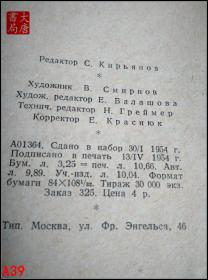 大唐
書局
Редактор С. Кирьянов
*
Художник В. Смирнов
Худож. редактор Е. Балашова
Технич. редактор Н. Греймер
Корректор Е. Красиюк
*
А01364. Сдано в набор 30/I 1954 г.
Подписано в печать 13/IV 1954 г.
Бум. л. 3,25 = печ. л. 10,66. Авт.
л. 9,89. Уч.-изд. л. 10,04. Формат
бумаги 84×108¹/₃₂. Тираж 30 000 экз.
Заказ 325. Цена 4 р.
*
Тип. Москва, ул. Фр. Энгельса, 46
A39